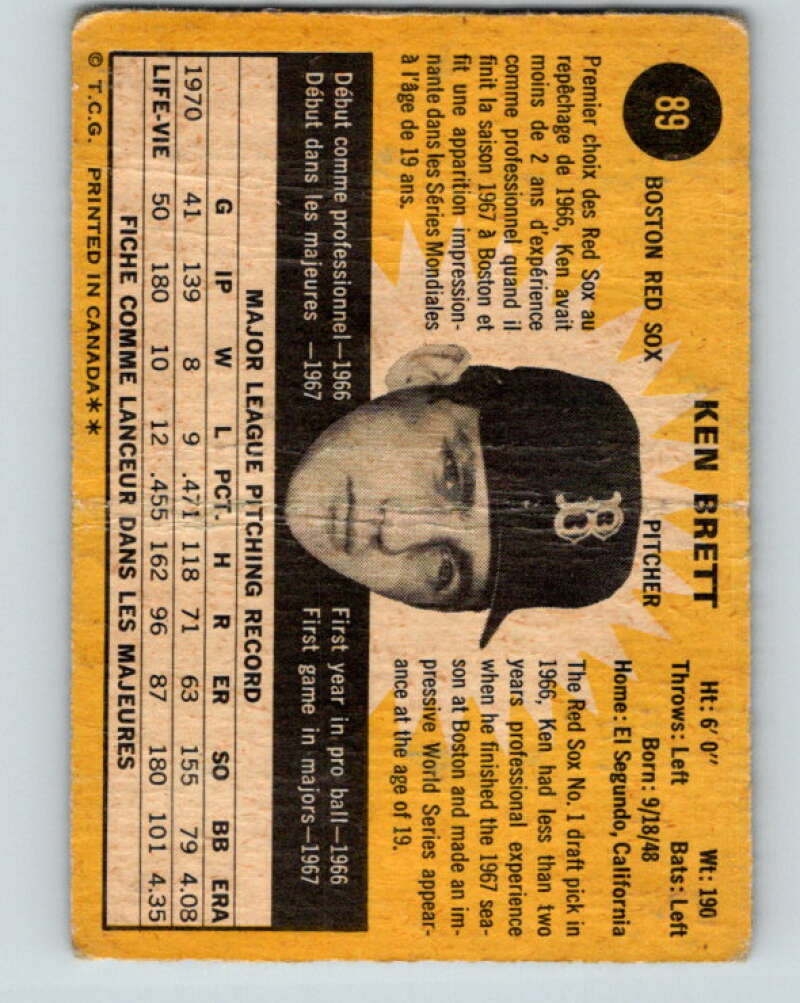 89
KEN BRETT
BOSTON RED SOX PITCHER
Ht: 6' 0" Wt: 190
Throws: Left Bats: Left
Born: 9/18/48
Home: El Segundo, California
Premier choix des Red Sox au
repêchage de 1966, Ken avait
moins de 2 ans d'expérience
comme professionnel quand il
finit la saison 1967 à Boston et
fit une apparition impression-
nante dans les Séries Mondiales
à l'âge de 19 ans.
B
The Red Sox No. 1 draft pick in
1966, Ken had less than two
years professional experience
when he finished the 1967 sea-
son at Boston and made an im-
pressive World Series appear-
ance at the age of 19.
Début comme professionnel—1966
Début dans les majeures —1967
First year in pro ball—1966
First game in majors—1967
MAJOR LEAGUE PITCHING RECORD
G IP W L PCT. H R ER SO BB ERA
1970 41 139 8 9 .471 118 71 63 155 79 4.08
LIFE-VIE 50 180 10 12 .455 162 96 87 180 101 4.35
FICHE COMME LANCEUR DANS LES MAJEURES
© T.C.G. PRINTED IN CANADA**